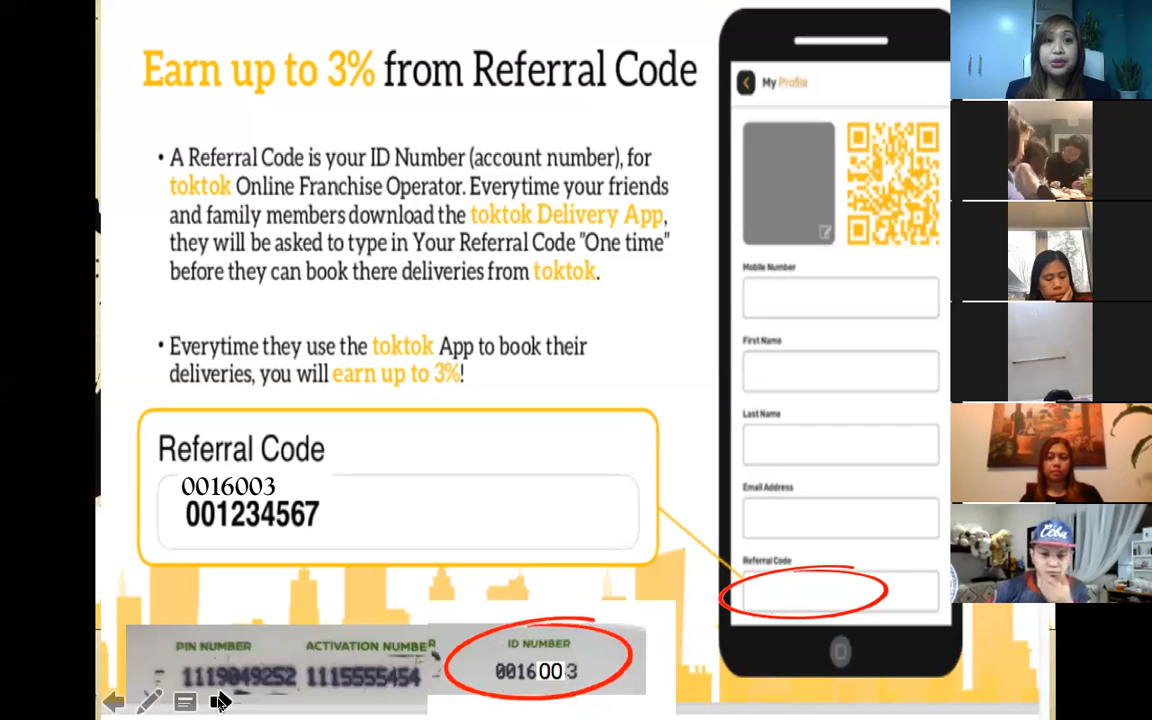 Earn up to 3% from Referral Code
• A Referral Code is your ID Number (account number), for
toktok Online Franchise Operator. Everytime your friends
and family members download the toktok Delivery App,
they will be asked to type in Your Referral Code "One time"
before they can book there deliveries from toktok.
• Everytime they use the toktok App to book their
deliveries, you will earn up to 3%!
Referral Code
0016003
001234567
PIN NUMBER
ACTIVATION NUMBER
ID NUMBER
1119049252
1115555454
0016003
My Profile
Mobile Number
First Name
Last Name
Email Address
Referral Code